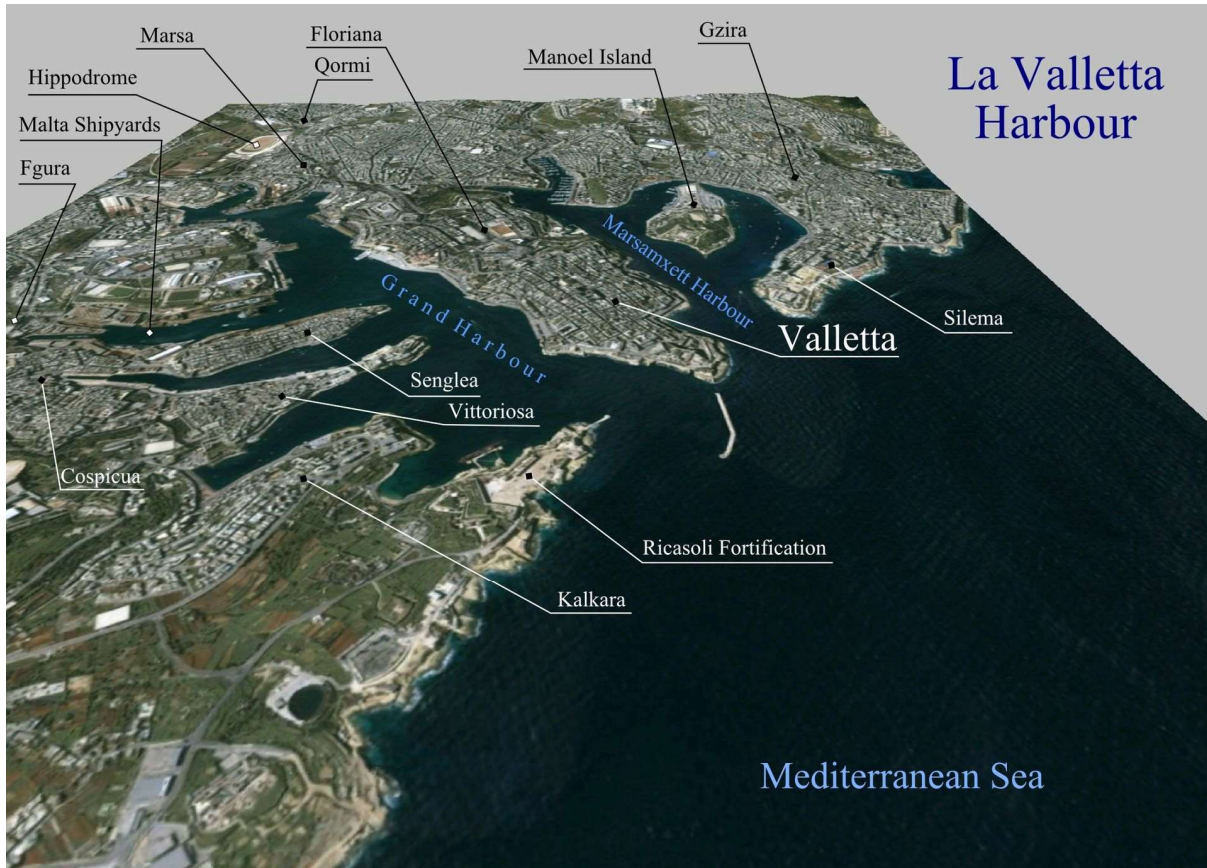 La Valletta
Harbour
Marsa
Floriana
Qormi
Manoel Island
Gzira
Hippodrome
Malta Shipyards
Fgura
Marsamxett Harbour
Grand Harbour
Silema
Valletta
Senglea
Vittoriosa
Cospicua
Ricasoli Fortification
Kalkara
Mediterranean Sea